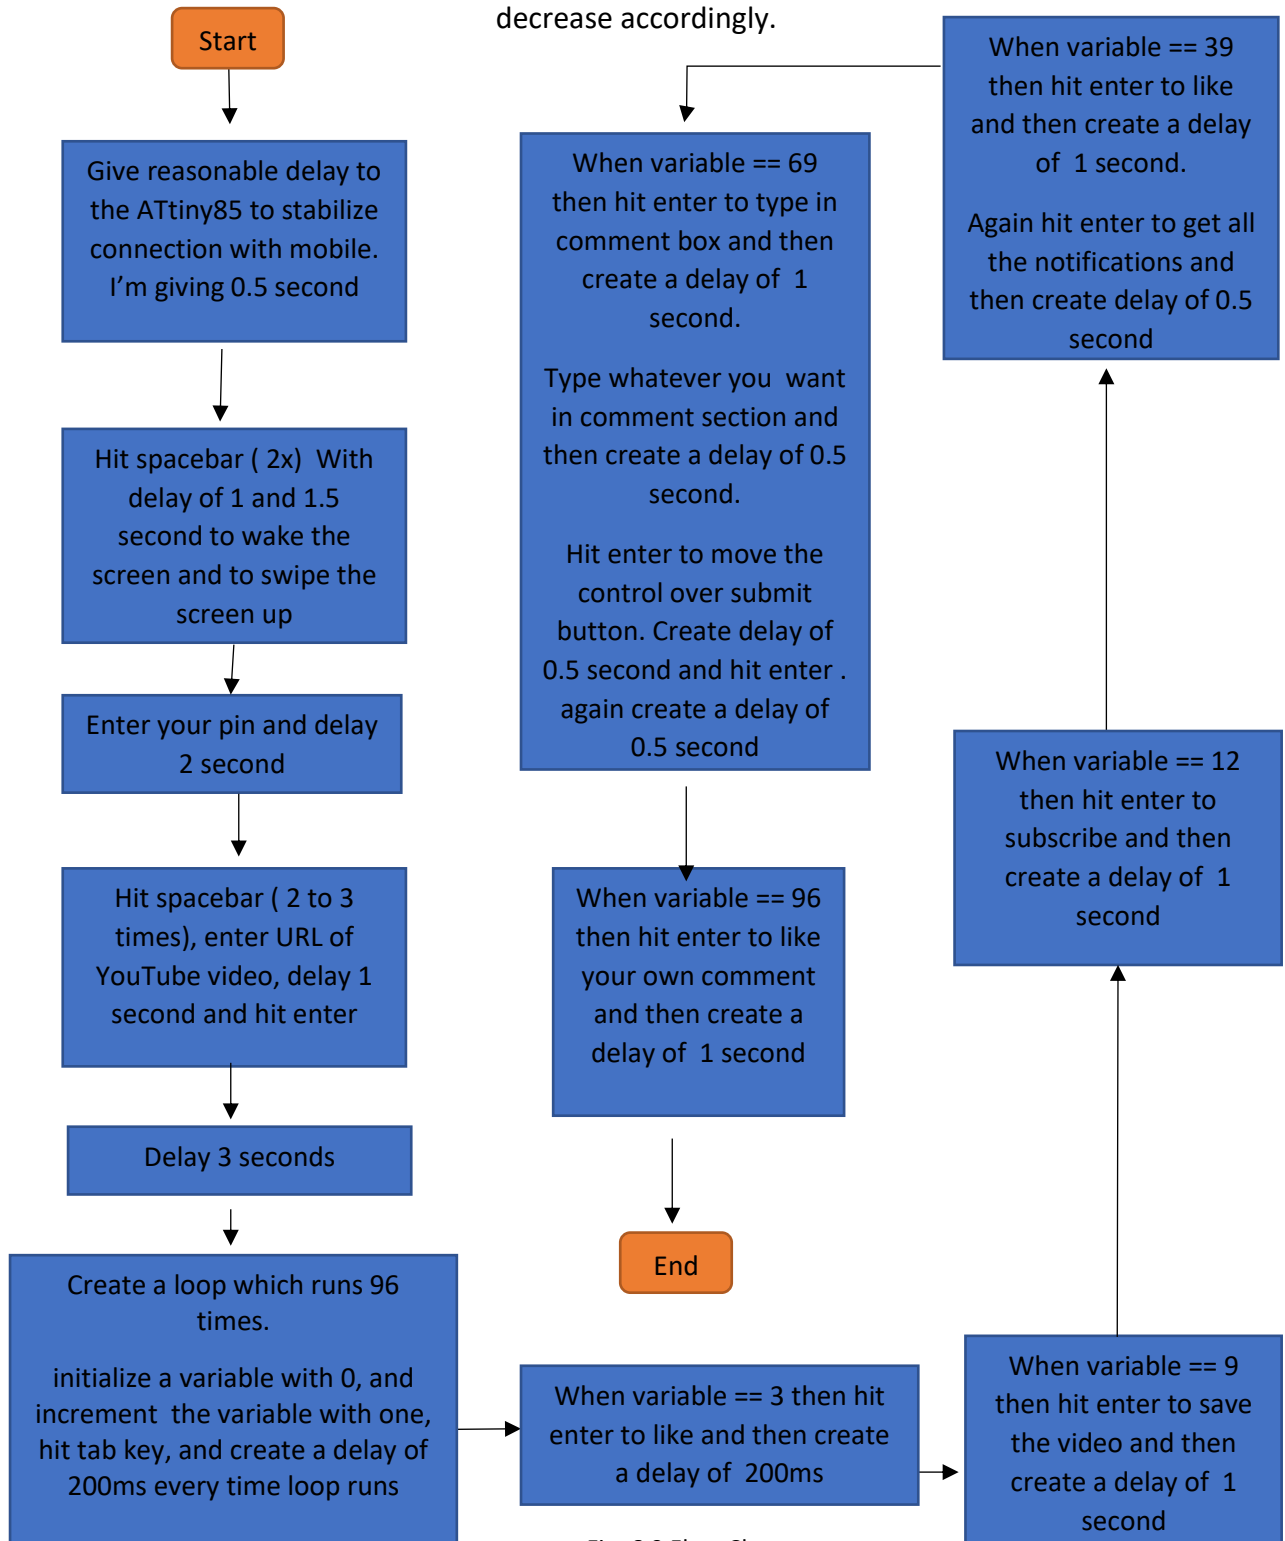 decrease accordingly.
Start
Give reasonable delay to
the ATtiny85 to stabilize
connection with mobile.
I’m giving 0.5 second
Hit spacebar ( 2x)  With
delay of 1 and 1.5
second to wake the
screen and to swipe the
screen up
Enter your pin and delay
2 second
Hit spacebar ( 2 to 3
times), enter URL of
YouTube video, delay 1
second and hit enter
Delay 3 seconds
Create a loop which runs 96
times.
initialize a variable with 0, and
increment  the variable with one,
hit tab key, and create a delay of
200ms every time loop runs
When variable == 3 then hit
enter to like and then create
a delay of  200ms
When variable == 9
then hit enter to save
the video and then
create a delay of  1
second
When variable == 12
then hit enter to
subscribe and then
create a delay of  1
second
When variable == 39
then hit enter to like
and then create a delay
of  1 second.
Again hit enter to get all
the notifications and
then create delay of 0.5
second
When variable == 69
then hit enter to type in
comment box and then
create a delay of  1
second.
Type whatever you  want
in comment section and
then create a delay of 0.5
second.
Hit enter to move the
control over submit
button. Create delay of
0.5 second and hit enter .
again create a delay of
0.5 second
When variable == 96
then hit enter to like
your own comment
and then create a
delay of  1 second
End